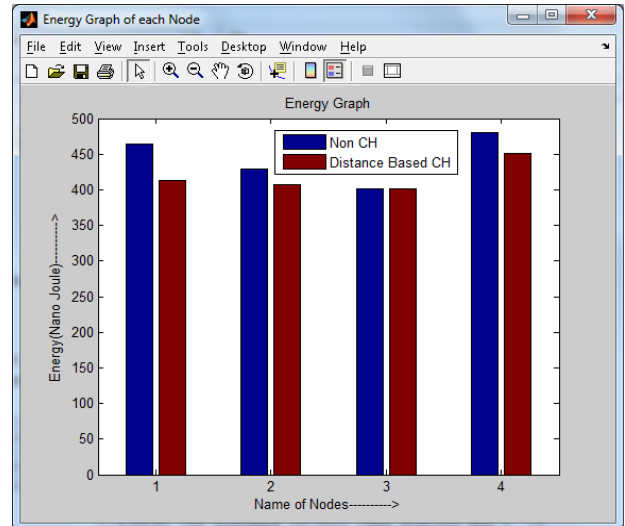 Energy Graph of each Node
File Edit View Insert Tools Desktop Window Help
Energy Graph
Non CH
Distance Based CH
500
450
400
350
300
250
200
150
100
50
0
Energy(Nano Joule)---------->
1 2 3 4
Name of Nodes---------->